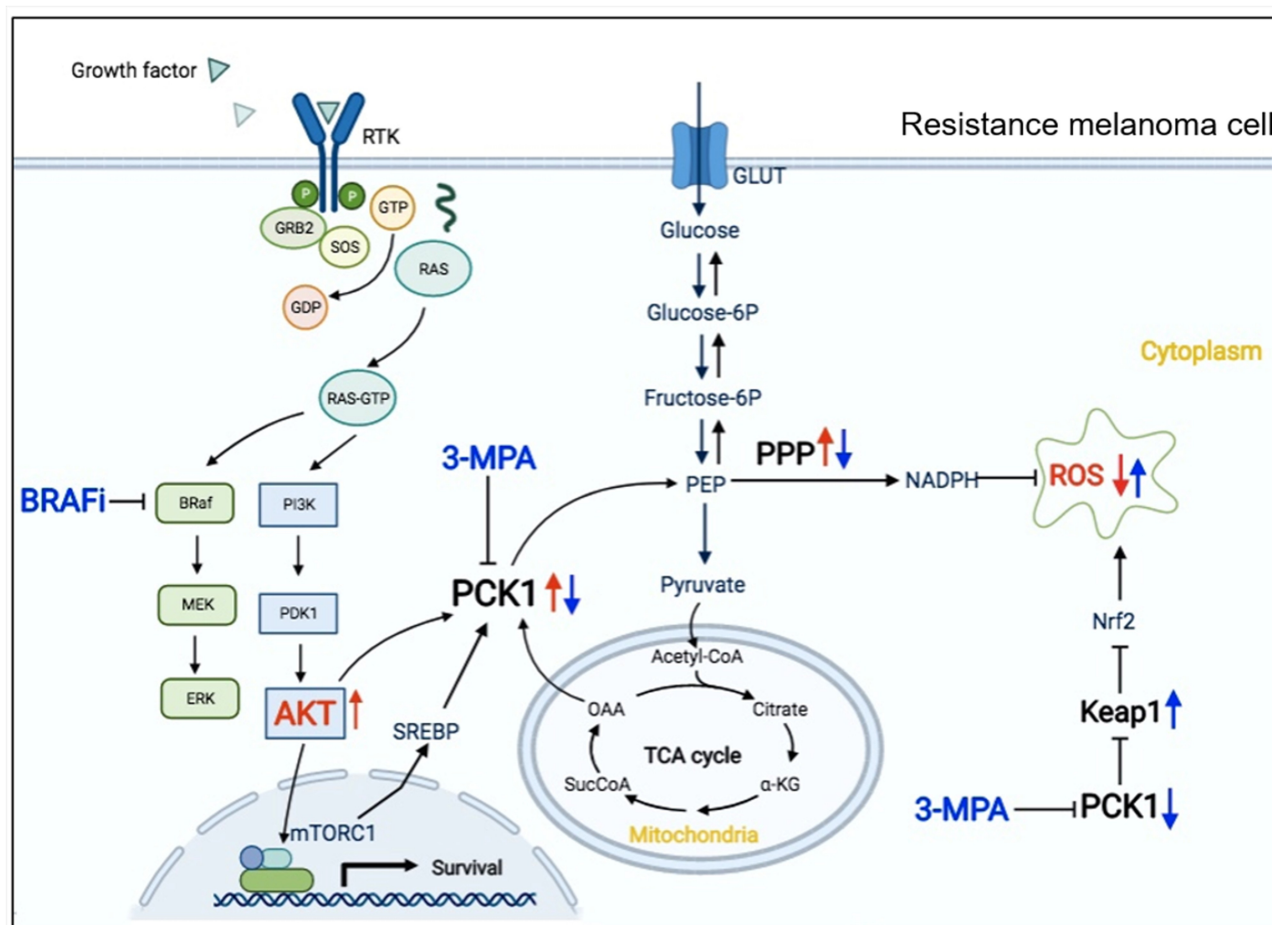 Growth factor
RTK
Resistance melanoma cell
GLUT
P
P
GTP
GRB2
SOS
RAS
GDP
Glucose
Glucose-6P
Cytoplasm
RAS-GTP
Fructose-6P
3-MPA
PPP
BRAFi
BRaf
PI3K
PEP
NADPH
ROS
PCK1
Pyruvate
MEK
PDK1
Nrf2
Acetyl-CoA
ERK
AKT
SREBP
OAA
Citrate
Keap1
TCA cycle
SucCoA
α-KG
3-MPA
PCK1
mTORC1
Mitochondria
Survival